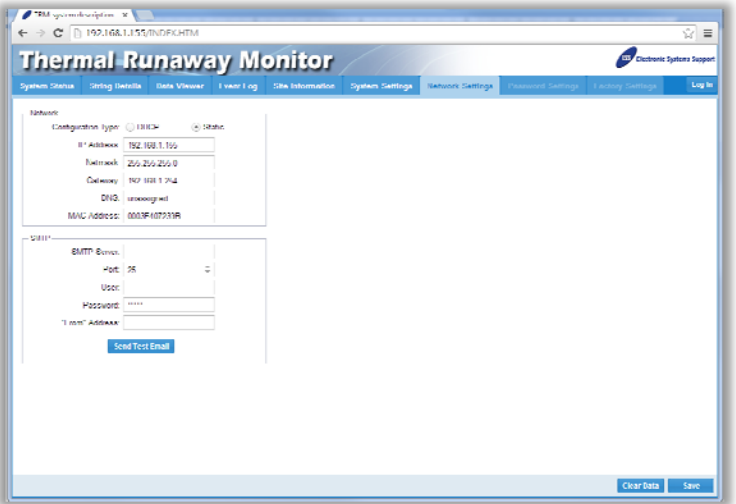 192.168.1.155/INDEX.HTM
Thermal Runaway Monitor
Electronic Systems Support
System Status String Details Data Viewer Event Log Site Information System Settings Network Settings Password Settings Factory Settings Log In
Network
Configuration Type: DHCP Static
IP Address: 192.168.1.155
Netmask: 255.255.255.0
Gateway: 192.168.1.254
DNS: unassigned
MAC Address:
SMTP
SMTP Server:
Port: 25
User:
Password: *****
"From" Address:
Send Test Email
Clear Data Save